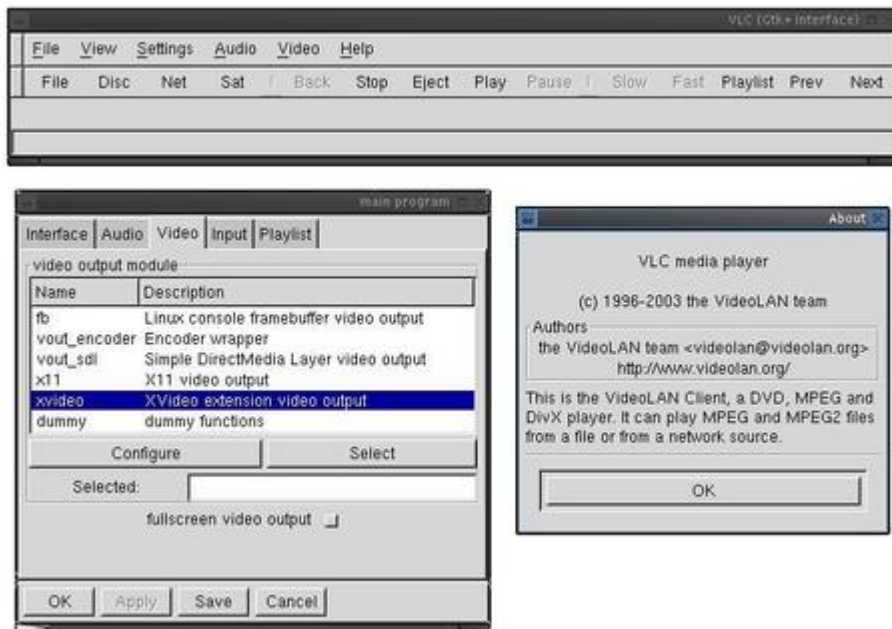 VLC (Gtk+ interface)
File View Settings Audio Video Help
File Disc Net Sat Back Stop Eject Play Pause Slow Fast Playlist Prev Next
main program
Interface Audio Video Input Playlist
video output module
Name Description
fb Linux console framebuffer video output
vout_encoder Encoder wrapper
vout_sdl Simple DirectMedia Layer video output
x11 X11 video output
xvideo XVideo extension video output
dummy dummy functions
Configure Select
Selected:
fullscreen video output
OK Apply Save Cancel
About
VLC media player
(c) 1996-2003 the VideoLAN team
Authors
the VideoLAN team <videolan@videolan.org>
http://www.videolan.org/
This is the VideoLAN Client, a DVD, MPEG and
DivX player. It can play MPEG and MPEG2 files
from a file or from a network source.
OK